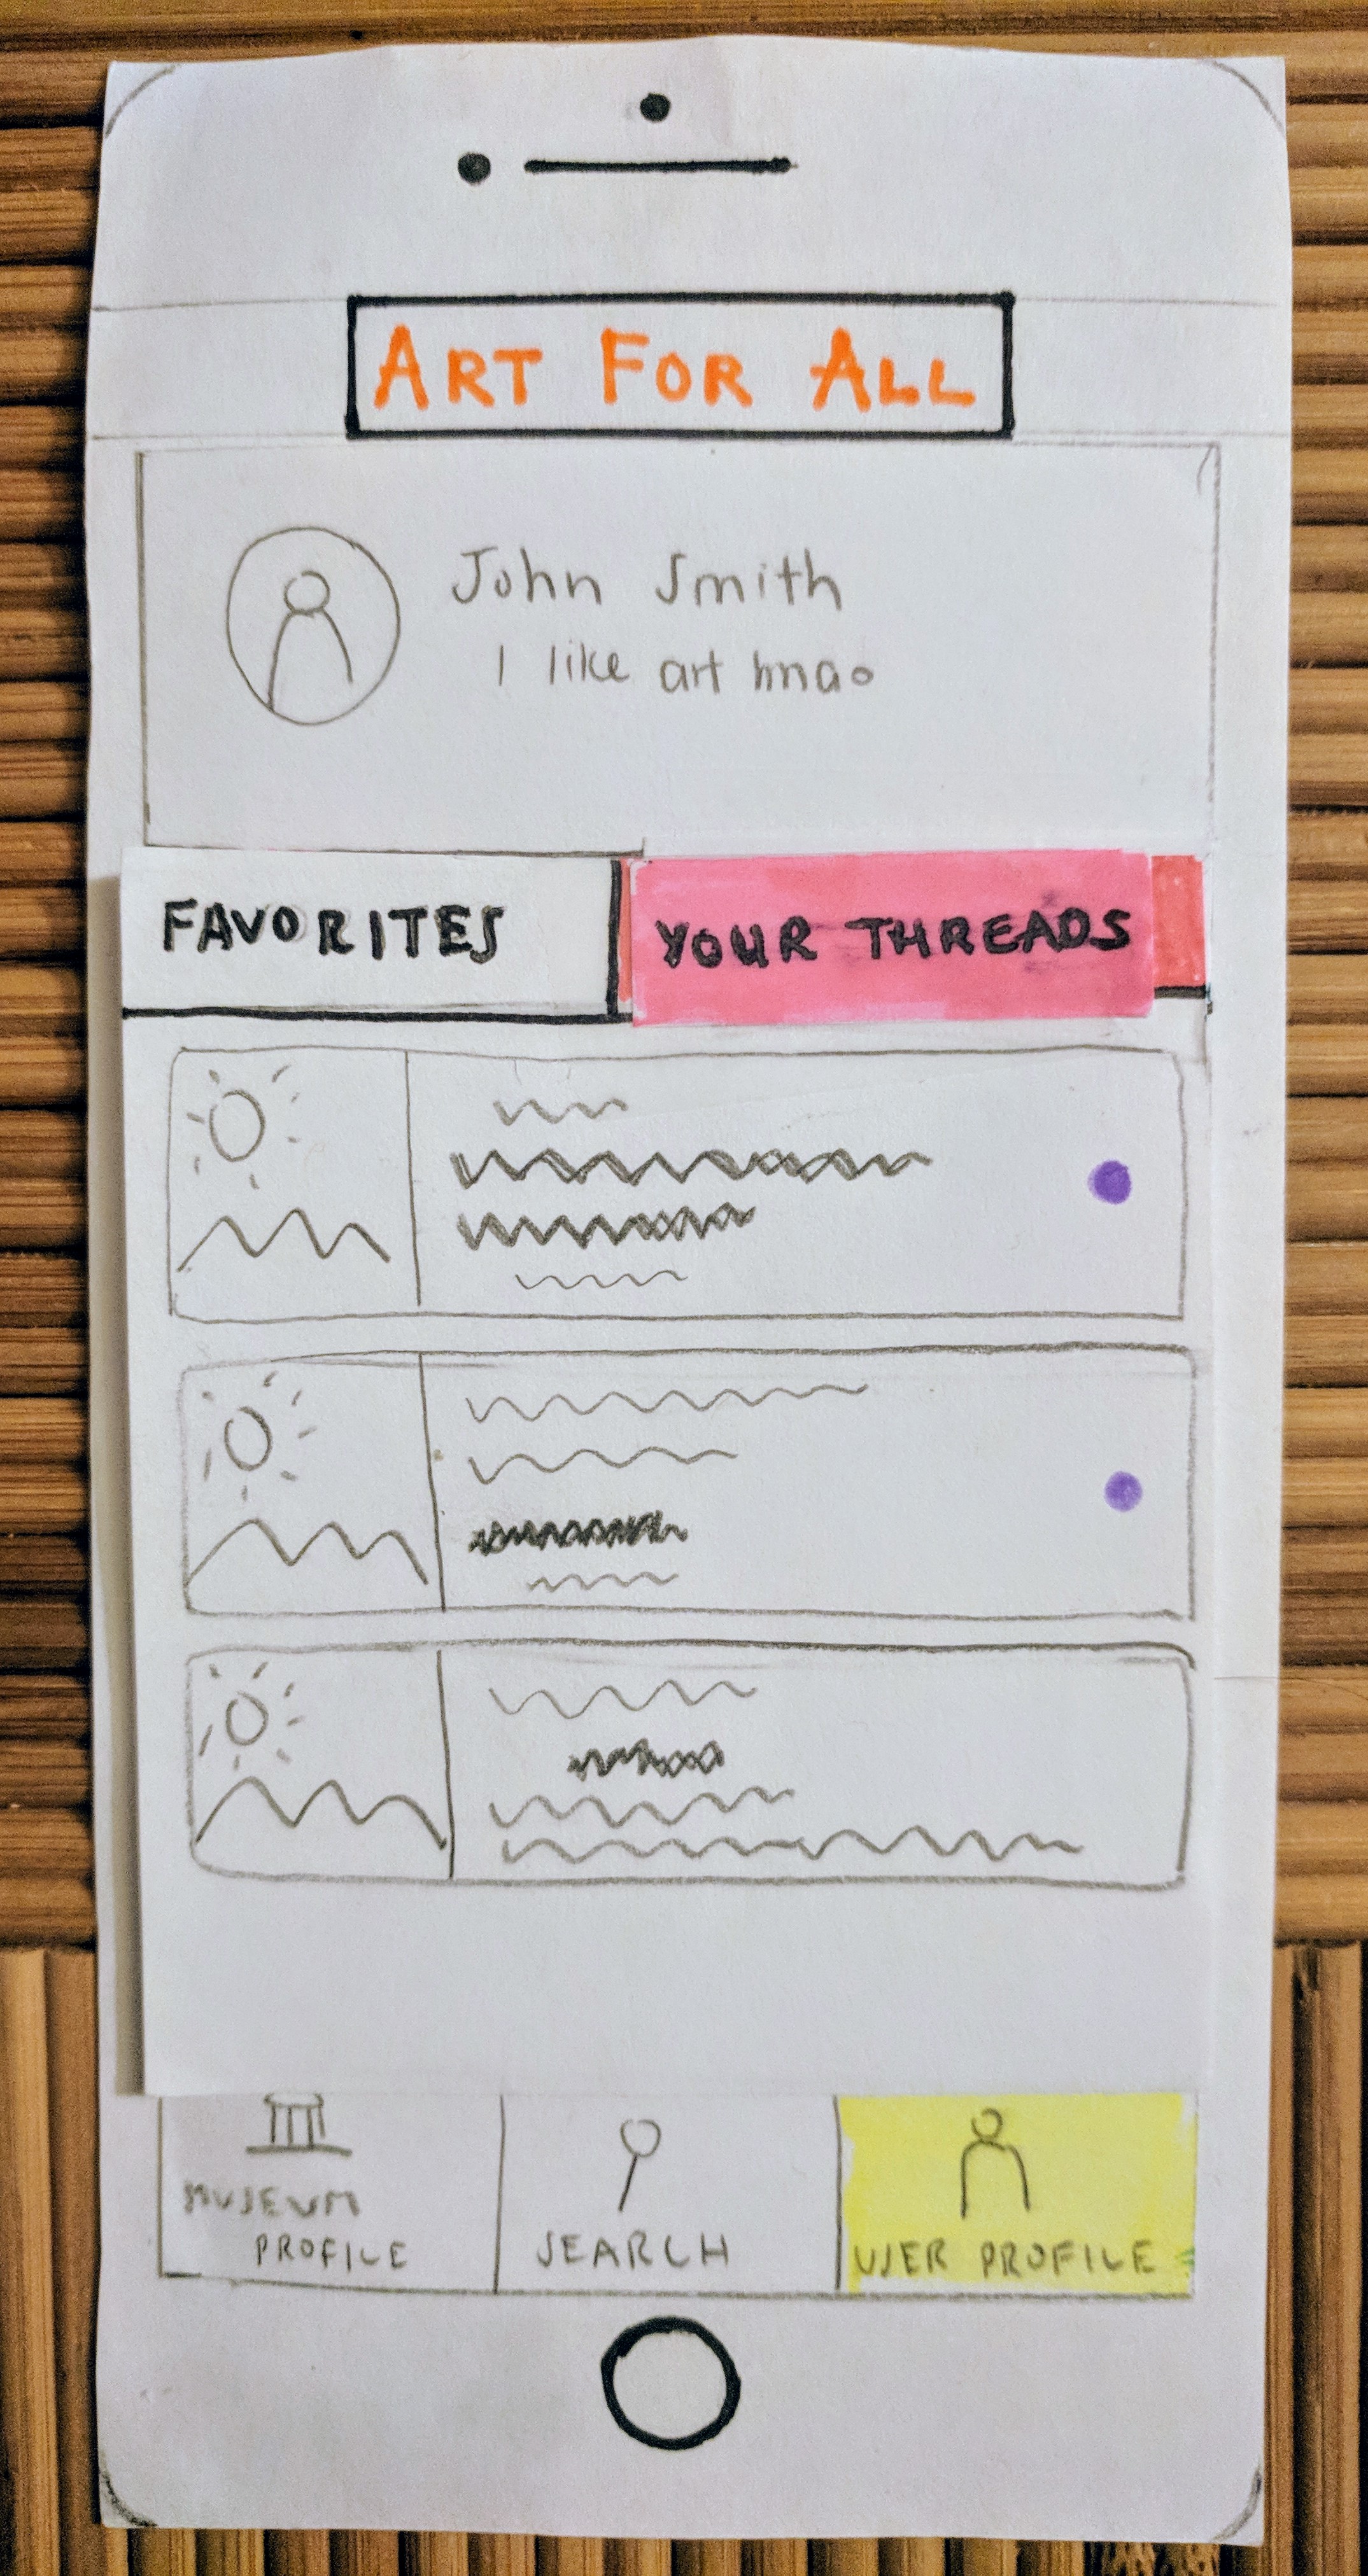 ART FOR ALL
John Smith
I like art lmao
FAVORITES
YOUR THREADS
MUSEUM
PROFILE
SEARCH
USER PROFILE